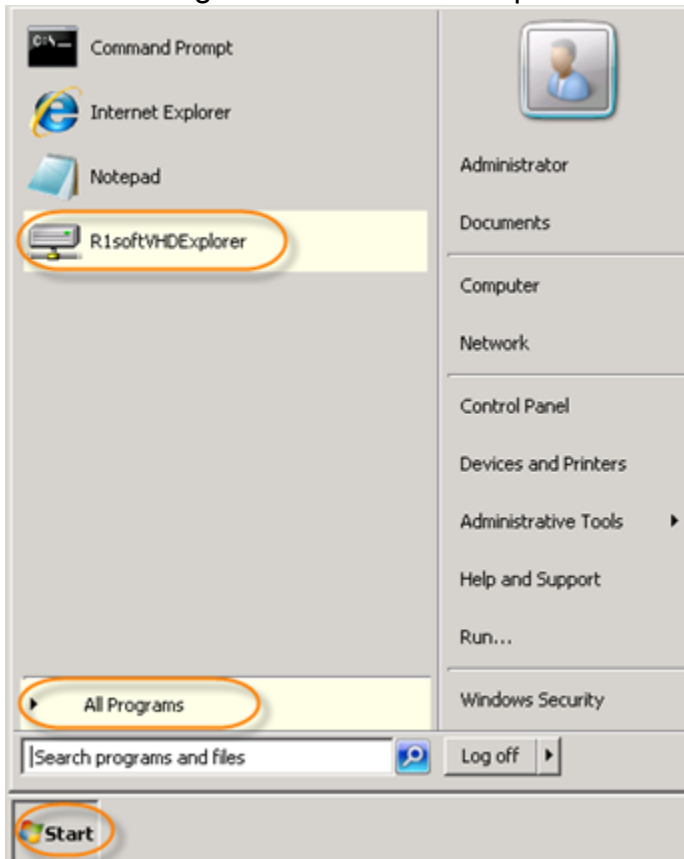 C:\_
Command Prompt
Internet Explorer
Notepad
R1softVHDExplorer
All Programs
Search programs and files
Administrator
Documents
Computer
Network
Control Panel
Devices and Printers
Administrative Tools
Help and Support
Run...
Windows Security
Log off
Start